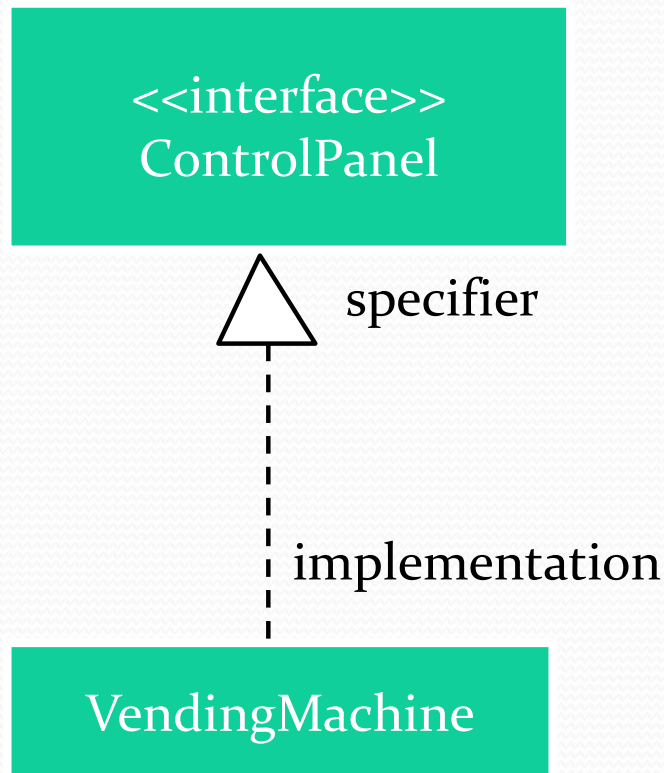 <<interface>>
ControlPanel
specifier
implementation
VendingMachine